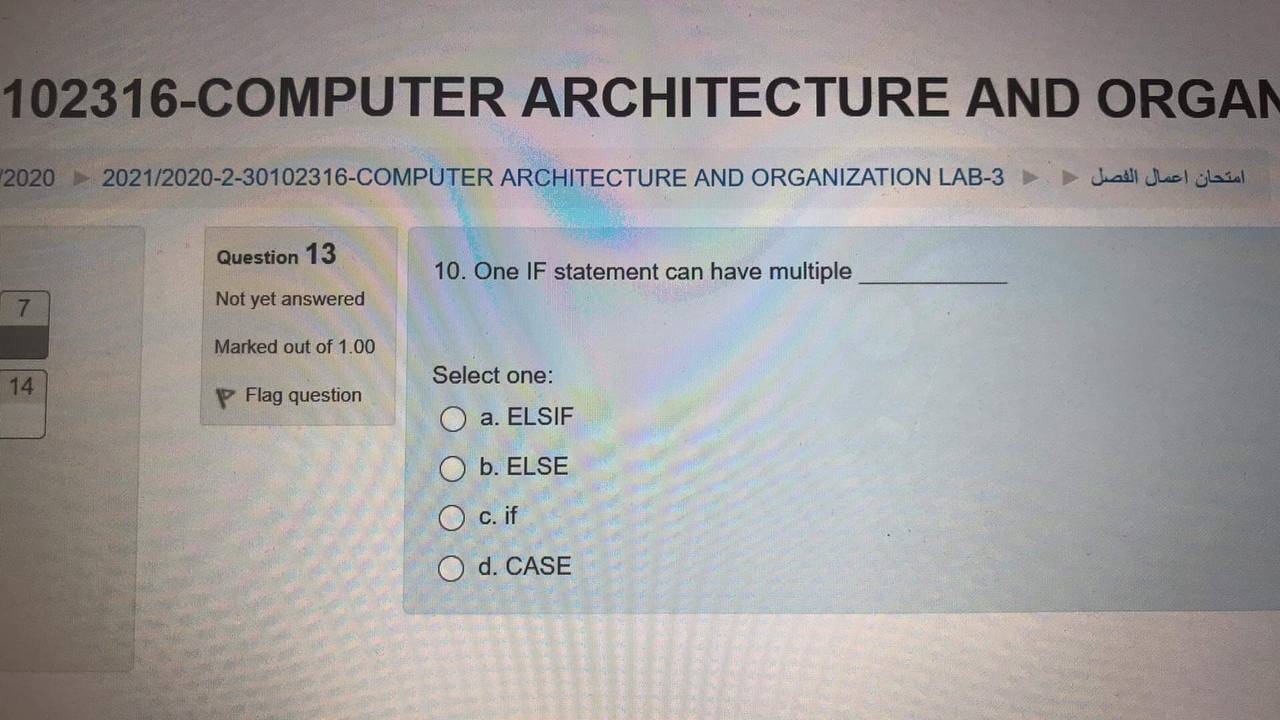 102316-COMPUTER ARCHITECTURE AND ORGAN
/2020 ► 2021/2020-2-30102316-COMPUTER ARCHITECTURE AND ORGANIZATION LAB-3 ► ► امتحان اعمال الفصل
7
14
Question 13
Not yet answered
Marked out of 1.00
Flag question
10. One IF statement can have multiple ___________
Select one:
a. ELSIF
b. ELSE
c. if
d. CASE